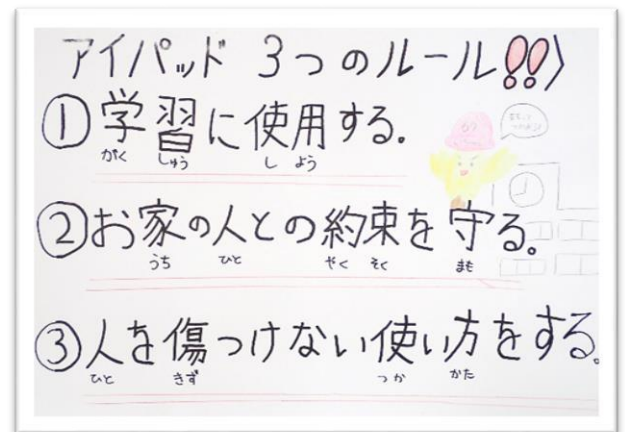 アイパッド 3つのルール!!〉
①学習に使用する.
がく しゅう し よう
②お家の人との約束を守る。
うち ひと やく そく まも
③人を傷つけない使い方をする。
ひと きず つか かた